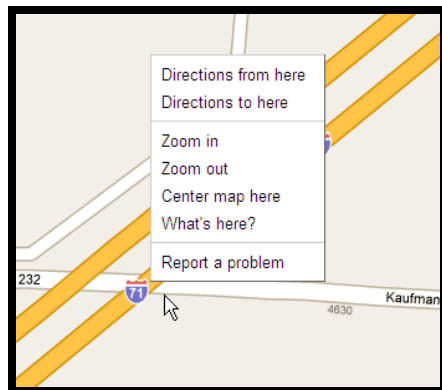 Directions from here
Directions to here
Zoom in
Zoom out
Center map here
What's here?
Report a problem
232
71
4630
Kaufman